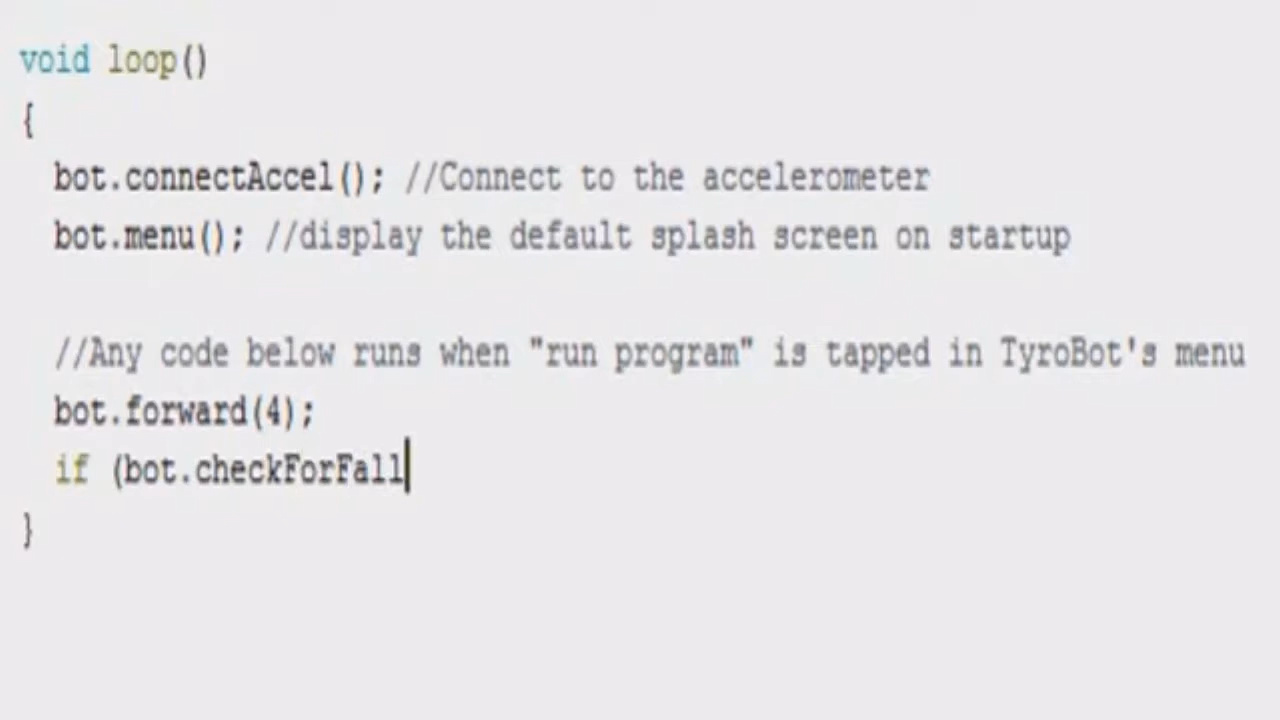 void loop()
{
bot.connectAccel(); //Connect to the accelerometer
bot.menu(); //display the default splash screen on startup
//Any code below runs when "run program" is tapped in TyroBot's menu
bot.forward(4);
if (bot.checkForFall
}